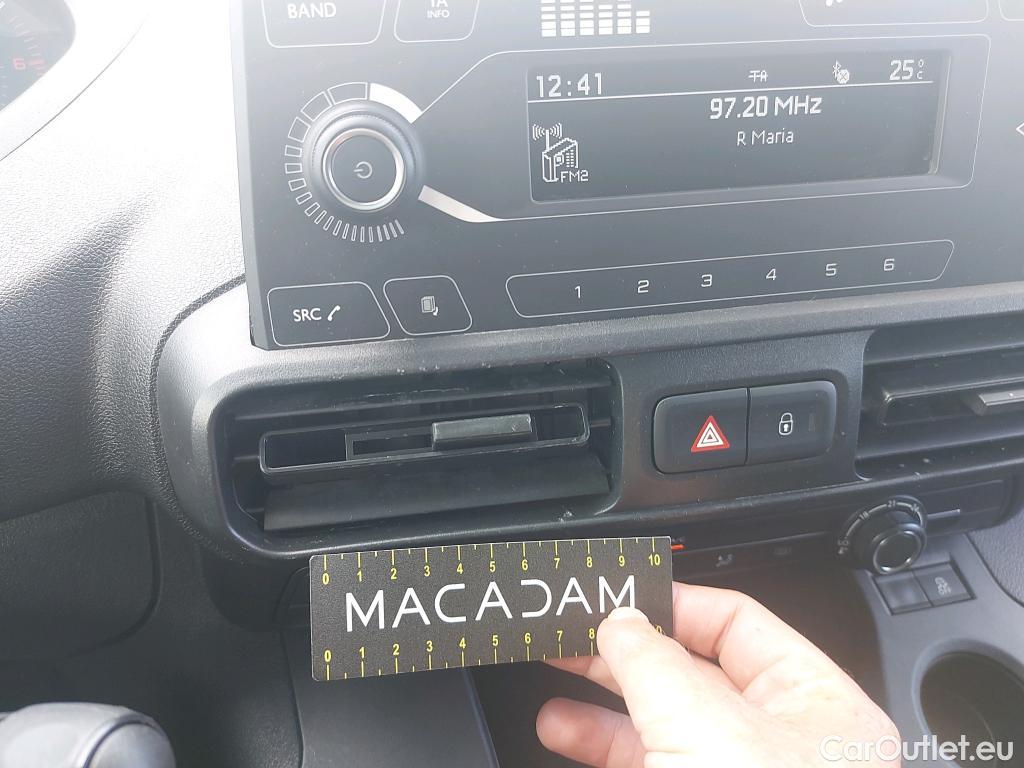 BAND
TA
INFO
12:41
TA
25°C
97.20 MHz
R Maria
FM2
SRC
1 2 3 4 5 6
0 1 2 3 4 5 6 7 8 9 10
MACADAM
0 1 2 3 4 5 6 7 8
CarOutlet.eu